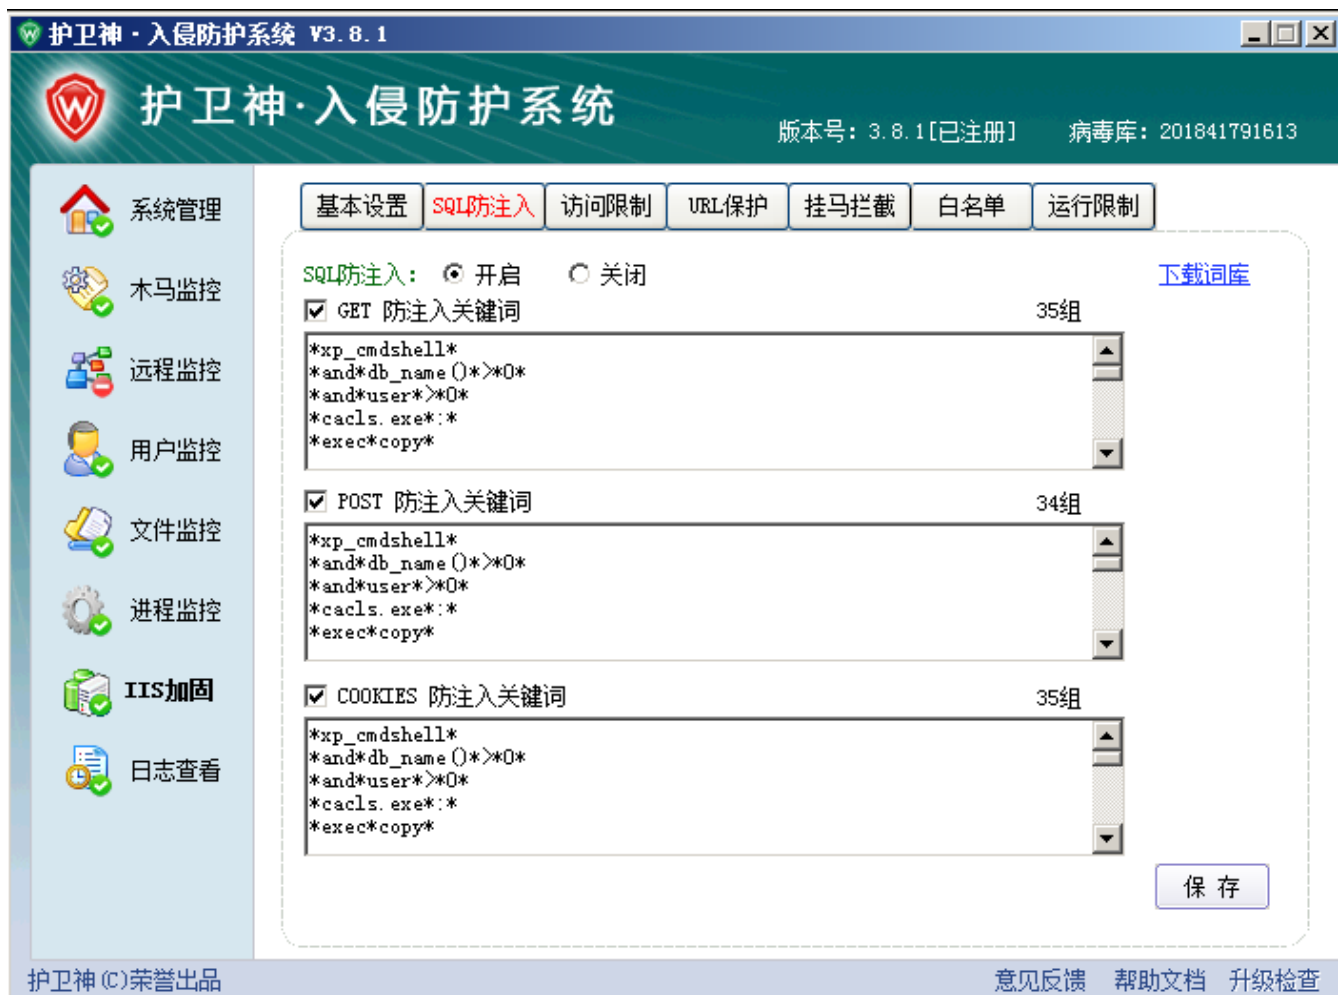 护卫神·入侵防护系统 V3.8.1
护卫神·入侵防护系统
版本号：3.8.1[已注册] 病毒库：201841791613
系统管理
木马监控
远程监控
用户监控
文件监控
进程监控
IIS加固
日志查看
基本设置 SQL防注入 访问限制 URL保护 挂马拦截 白名单 运行限制
SQL防注入： 开启 关闭 下载词库
GET 防注入关键词 35组
*xp_cmdshell*
*and*db_name()*>*0*
*and*user*>*0*
*cacls.exe*:*
*exec*copy*
POST 防注入关键词 34组
*xp_cmdshell*
*and*db_name()*>*0*
*and*user*>*0*
*cacls.exe*:*
*exec*copy*
COOKIES 防注入关键词 35组
*xp_cmdshell*
*and*db_name()*>*0*
*and*user*>*0*
*cacls.exe*:*
*exec*copy*
保 存
护卫神(C)荣誉出品 意见反馈 帮助文档 升级检查